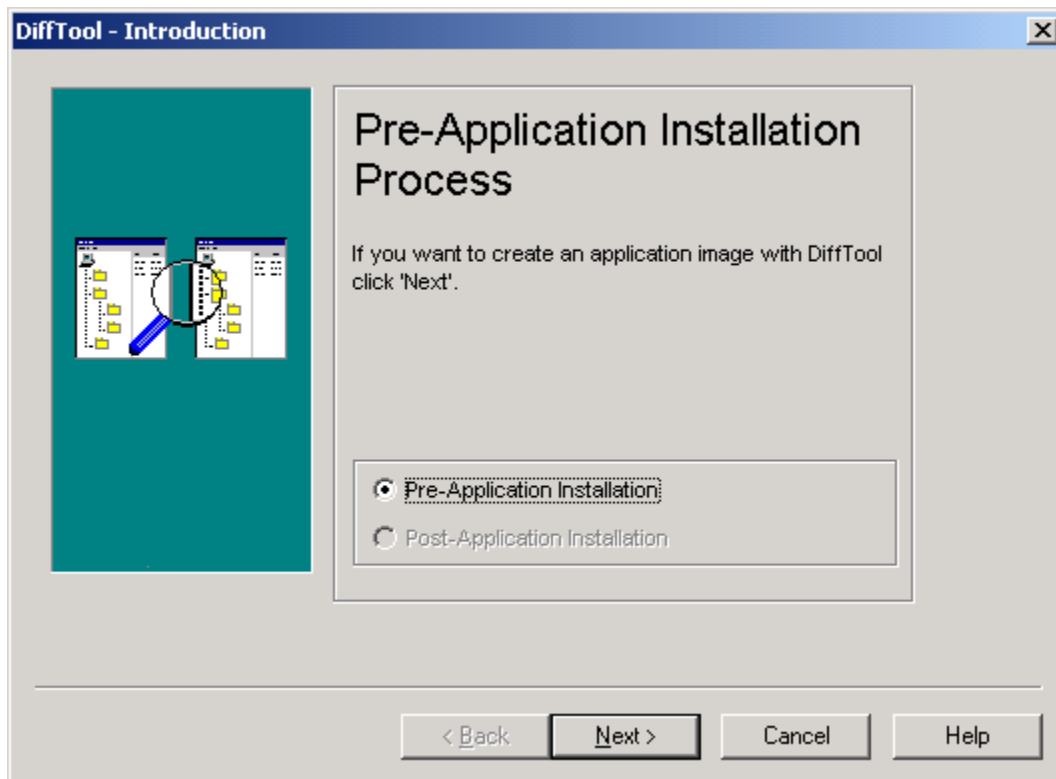 DiffTool - Introduction
Pre-Application Installation
Process
If you want to create an application image with DiffTool
click 'Next'.
Pre-Application Installation
Post-Application Installation
< Back
Next >
Cancel
Help